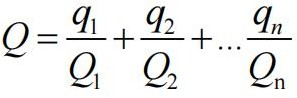 Q = q₁/Q₁ + q₂/Q₂ + ... qₙ/Qₙ